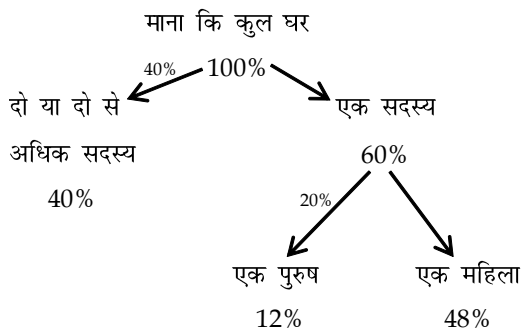 माना कि कुल घर
40% 100%
दो या दो से
अधिक सदस्य
40%
एक सदस्य
60%
20%
एक पुरुष
12%
एक महिला
48%